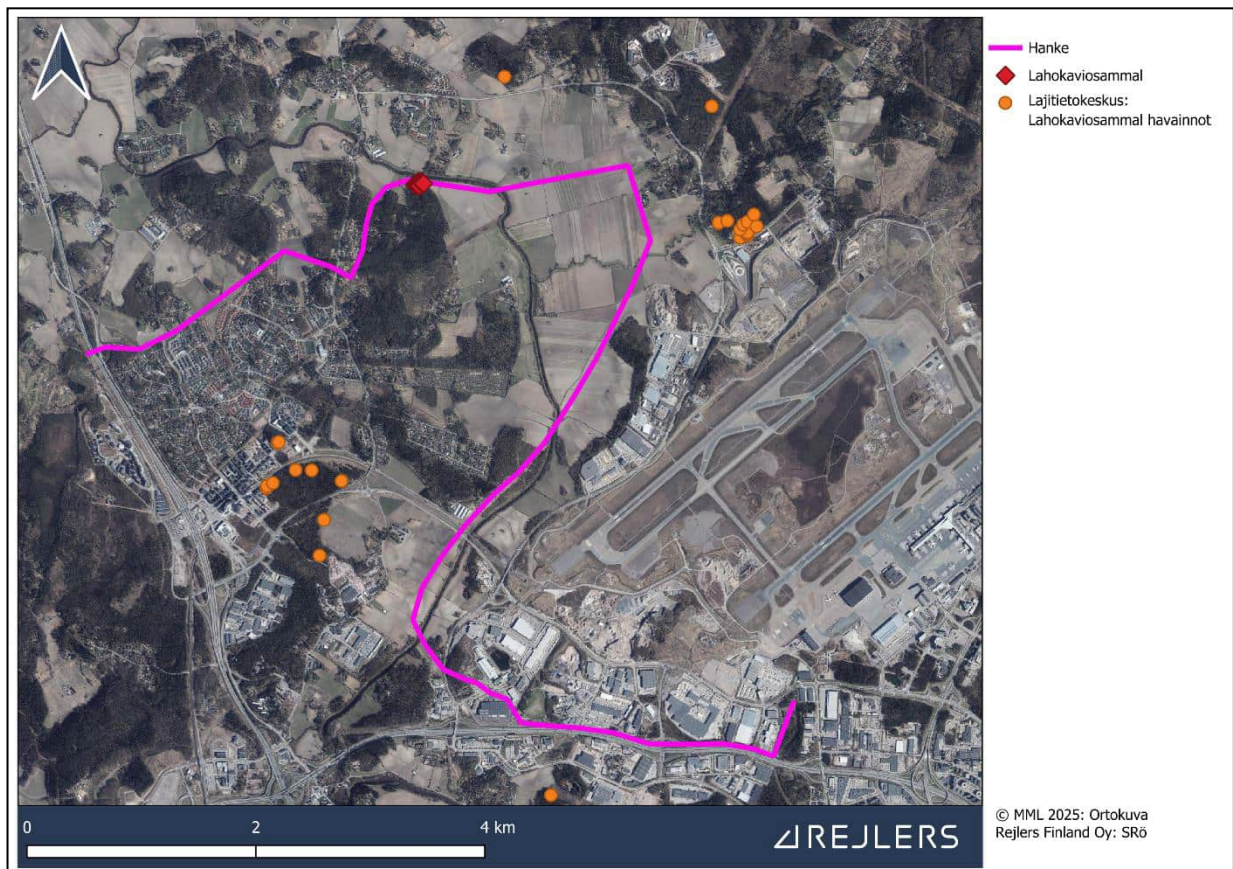 Hanke
Lahokaviosammal
Lajitietokeskus:
Lahokaviosammal havainnot
0
2
4 km
REJLERS
© MML 2025: Ortokuva
Rejlers Finland Oy: SRö